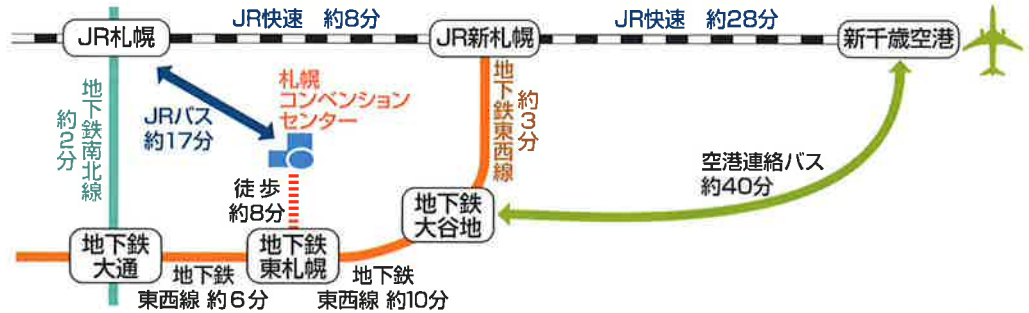 JR快速 約8分
JR快速 約28分
JR札幌
JR新札幌
新千歳空港
地下鉄南北線
約2分
JRバス
約17分
札幌
コンベンション
センター
地下鉄東西線
約3分
空港連絡バス
約40分
徒歩
約8分
地下鉄
大谷地
地下鉄
大通
地下鉄
東札幌
地下鉄
東西線 約6分
地下鉄
東西線 約10分